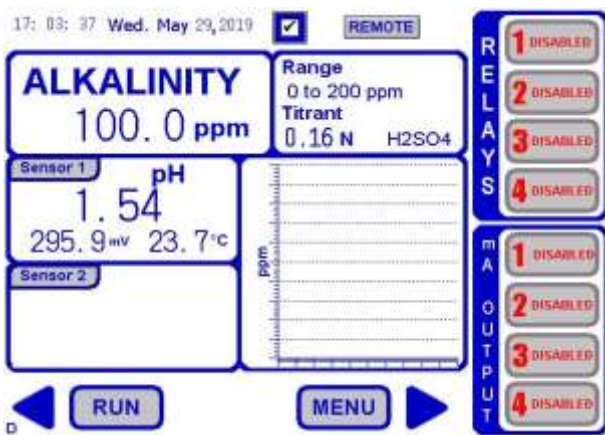 17: 03: 37 Wed. May 29, 2019
REMOTE
ALKALINITY
100.0 ppm
Range
0 to 200 ppm
Titrant
0.16 N H2SO4
Sensor 1
pH
1.54
295.9 mV 23.7°C
Sensor 2
ppm
RUN
MENU
D
RELAYS
1 DISABLED
2 DISABLED
3 DISABLED
4 DISABLED
mA OUTPUT
1 DISABLED
2 DISABLED
3 DISABLED
4 DISABLED